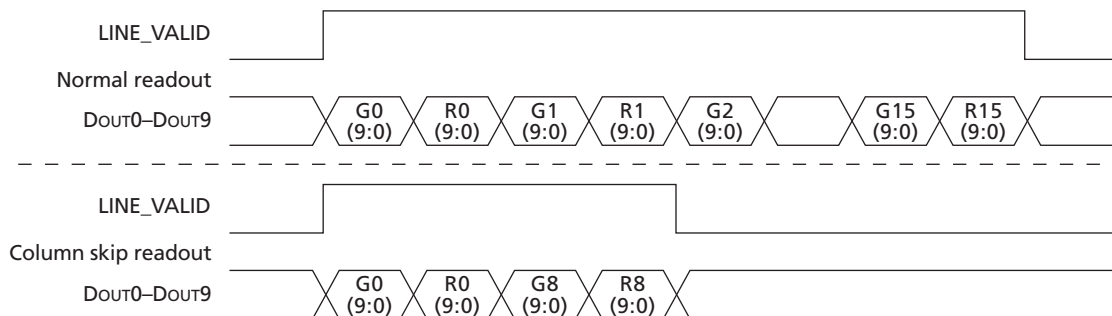 LINE_VALID
Normal readout
DOUT0–DOUT9
G0 (9:0) R0 (9:0) G1 (9:0) R1 (9:0) G2 (9:0) G15 (9:0) R15 (9:0)
LINE_VALID
Column skip readout
DOUT0–DOUT9
G0 (9:0) R0 (9:0) G8 (9:0) R8 (9:0)